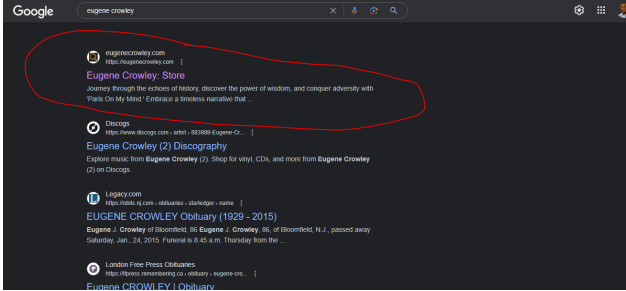 Google
eugene crowley
eugenecrowley.com
https://eugenecrowley.com
Eugene Crowley: Store
Journey through the echoes of history, discover the power of wisdom, and conquer adversity with
'Paris On My Mind.' Embrace a timeless narrative that ...
Discogs
https://www.discogs.com › artist › 683989-Eugene-Cr...
Eugene Crowley (2) Discography
Explore music from Eugene Crowley (2). Shop for vinyl, CDs, and more from Eugene Crowley
(2) on Discogs.
Legacy.com
https://obits.nj.com › obituaries › starledger › name
EUGENE CROWLEY Obituary (1929 - 2015)
Eugene J. Crowley of Bloomfield, 86 Eugene J. Crowley, 86, of Bloomfield, N.J., passed away
Saturday, Jan., 24, 2015. Funeral is 8:45 a.m. Thursday from the ...
London Free Press Obituaries
https://lfpress.remembering.ca › obituary › eugene-cro...
Eugene CROWLEY | Obituary